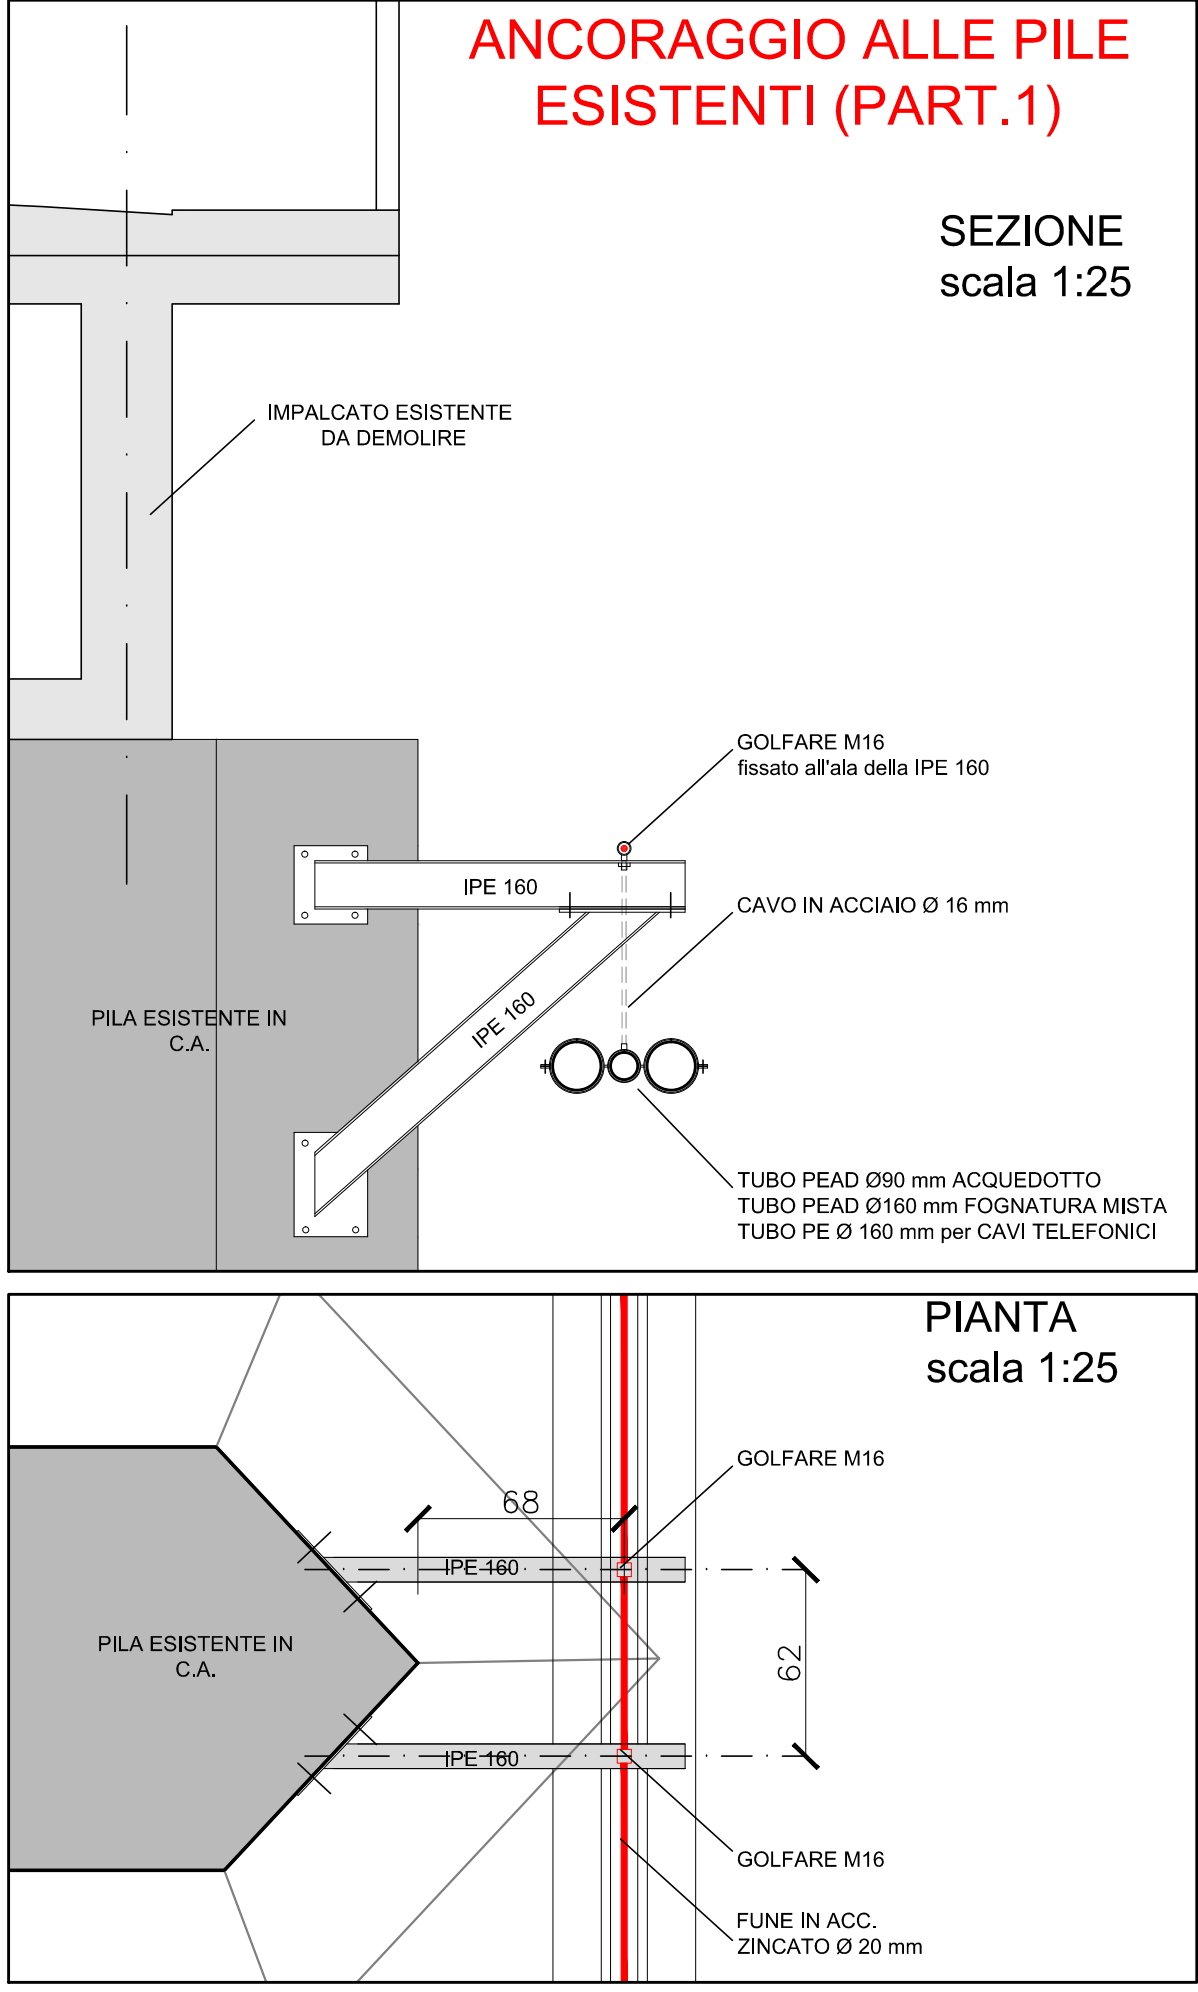 ANCORAGGIO ALLE PILE
ESISTENTI (PART.1)
SEZIONE
scala 1:25
IMPALCATO ESISTENTE
DA DEMOLIRE
GOLFARE M16
fissato all'ala della IPE 160
IPE 160
CAVO IN ACCIAIO Ø 16 mm
IPE 160
PILA ESISTENTE IN
C.A.
TUBO PEAD Ø90 mm ACQUEDOTTO
TUBO PEAD Ø160 mm FOGNATURA MISTA
TUBO PE Ø 160 mm per CAVI TELEFONICI
PIANTA
scala 1:25
GOLFARE M16
68
IPE 160
PILA ESISTENTE IN
C.A.
62
IPE 160
GOLFARE M16
FUNE IN ACC.
ZINCATO Ø 20 mm